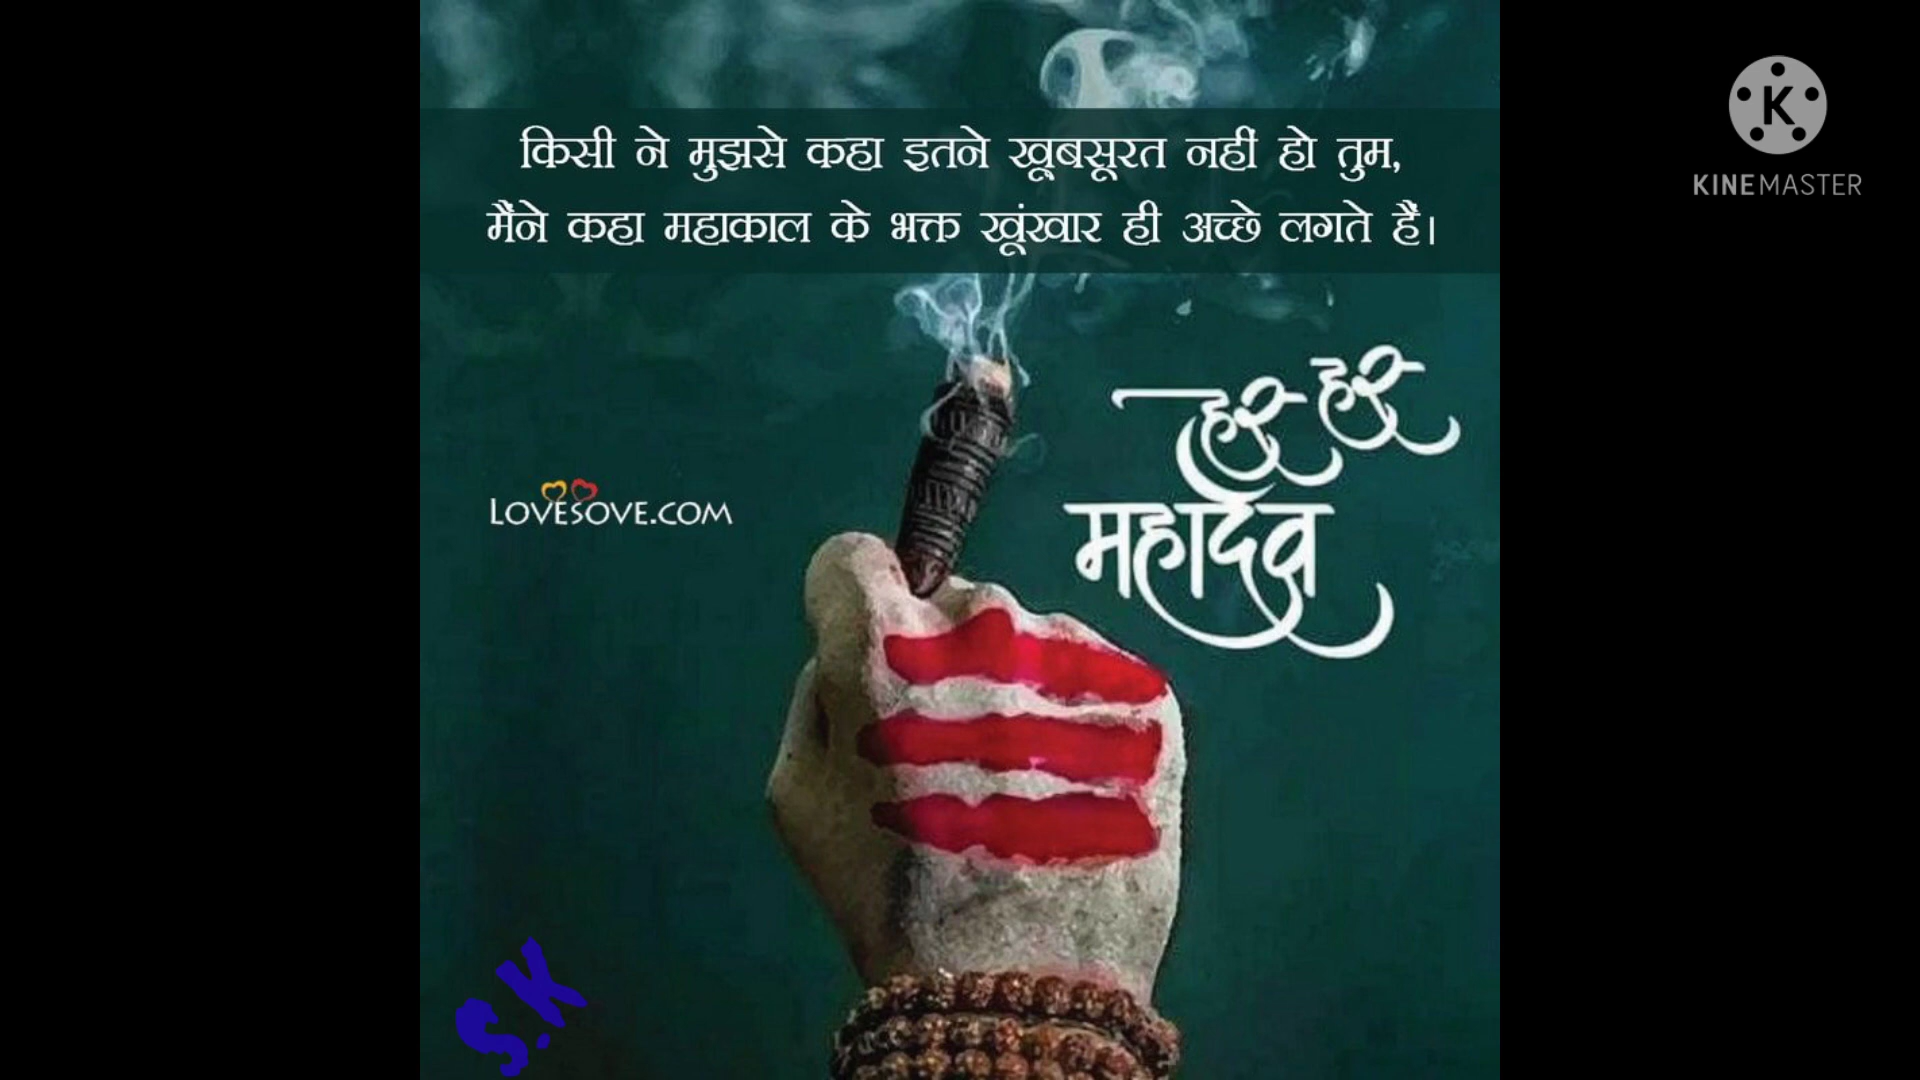 किसी ने मुझसे कहा इतने खूबसूरत नहीं हो तुम,
मैंने कहा महाकाल के भक्त खूंखार ही अच्छे लगते हैं।
हर हर
महादेव
LOVESOVE.COM
S.K
K
KINEMASTER